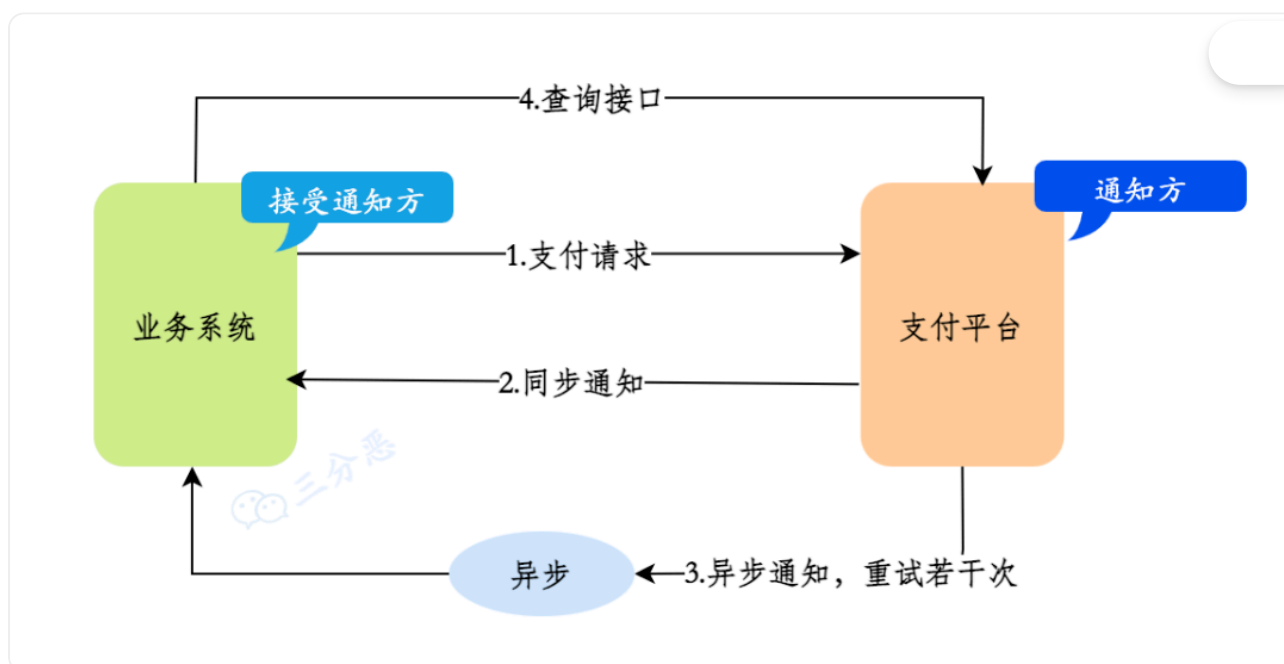 4.查询接口
接受通知方
通知方
1.支付请求
业务系统
支付平台
2.同步通知
三分恶
异步
3.异步通知，重试若干次